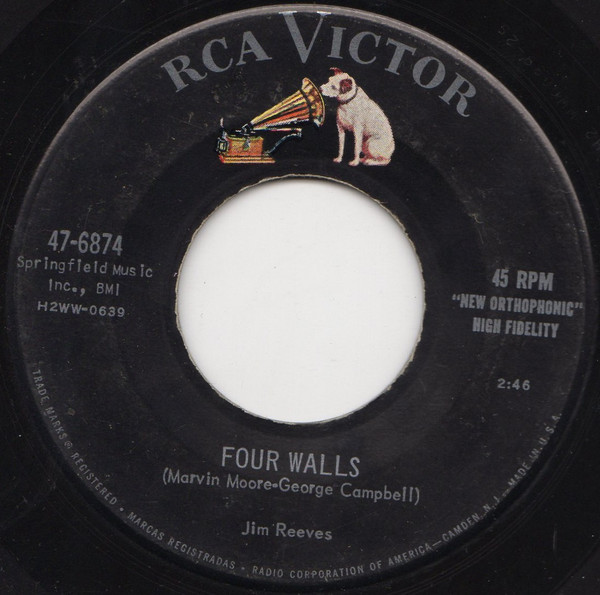 RCA VICTOR
47-6874
Springfield Music
Inc., BMI
H2WW-0639
45 RPM
"NEW ORTHOPHONIC"
HIGH FIDELITY
2:46
FOUR WALLS
(Marvin Moore-George Campbell)
Jim Reeves
TRADE MARKS ® REGISTERED • MARCAS REGISTRADAS • RADIO CORPORATION OF AMERICA—CAMDEN, N.J.—MADE IN U.S.A.